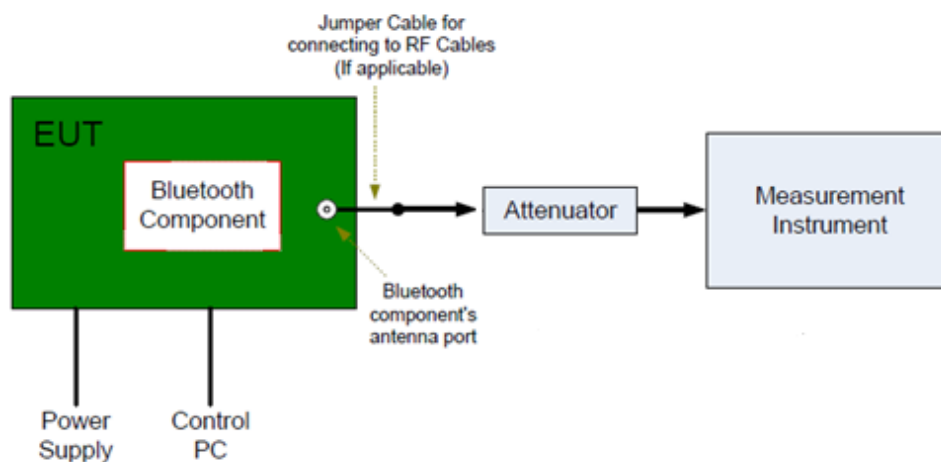 Jumper Cable for
connecting to RF Cables
(If applicable)
EUT
Bluetooth
Component
Attenuator
Measurement
Instrument
Bluetooth
component's
antenna port
Power
Supply
Control
PC